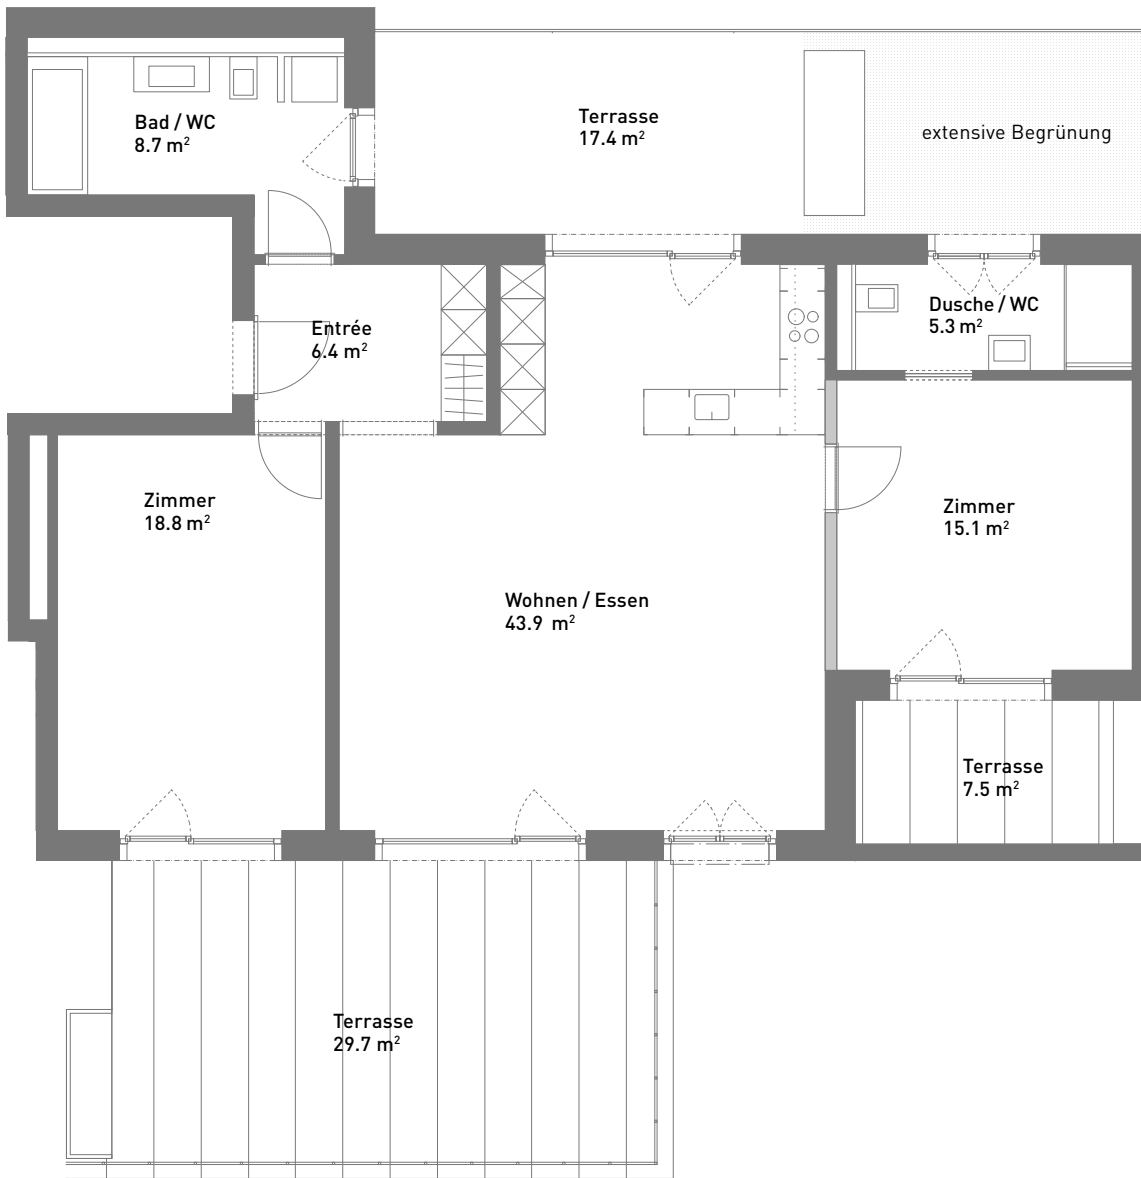 Bad / WC
8.7 m²
Terrasse
17.4 m²
extensive Begrünung
Entrée
6.4 m²
Dusche / WC
5.3 m²
Zimmer
18.8 m²
Zimmer
15.1 m²
Wohnen / Essen
43.9 m²
Terrasse
7.5 m²
Terrasse
29.7 m²